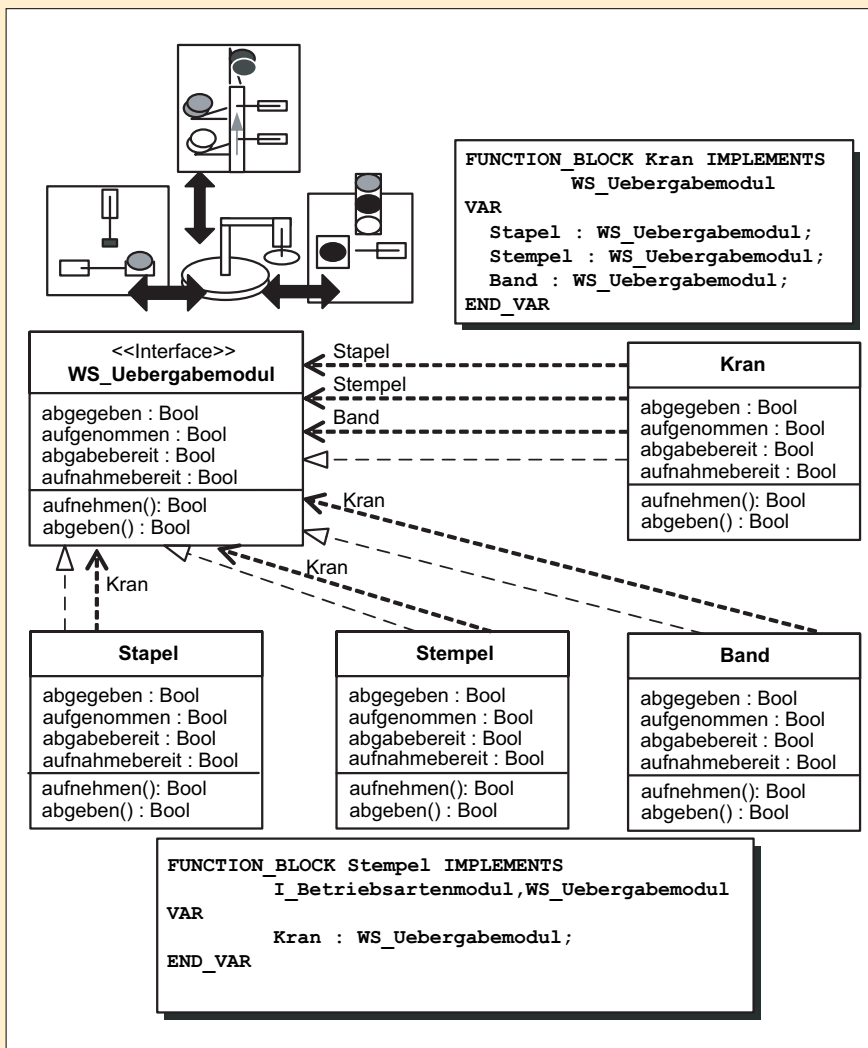 FUNCTION_BLOCK Kran IMPLEMENTS
WS_Uebergabemodul
VAR
Stapel : WS_Uebergabemodul;
Stempel : WS_Uebergabemodul;
Band : WS_Uebergabemodul;
END_VAR
<<Interface>>
WS_Uebergabemodul
abgegeben : Bool
aufgenommen : Bool
abgabebereit : Bool
aufnahmebereit : Bool
aufnehmen(): Bool
abgeben() : Bool
Stapel
Stempel
Band
Kran
abgegeben : Bool
aufgenommen : Bool
abgabebereit : Bool
aufnahmebereit : Bool
aufnehmen(): Bool
abgeben() : Bool
Kran
Kran
Kran
Stapel
abgegeben : Bool
aufgenommen : Bool
abgabebereit : Bool
aufnahmebereit : Bool
aufnehmen(): Bool
abgeben() : Bool
Stempel
abgegeben : Bool
aufgenommen : Bool
abgabebereit : Bool
aufnahmebereit : Bool
aufnehmen(): Bool
abgeben() : Bool
Band
abgegeben : Bool
aufgenommen : Bool
abgabebereit : Bool
aufnahmebereit : Bool
aufnehmen(): Bool
abgeben() : Bool
FUNCTION_BLOCK Stempel IMPLEMENTS
I_Betriebsartenmodul,WS_Uebergabemodul
VAR
Kran : WS_Uebergabemodul;
END_VAR